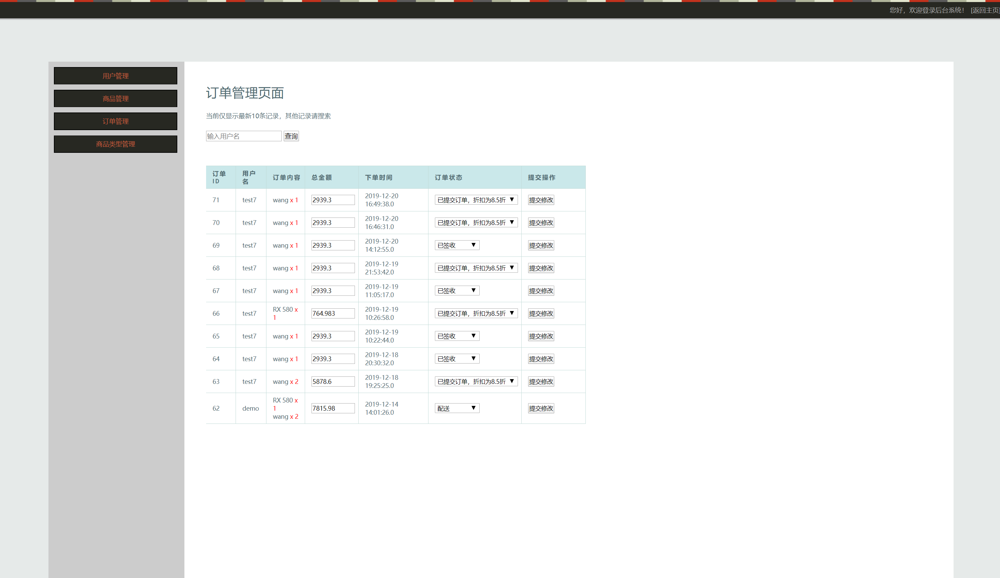 您好，欢迎登录后台系统！ [返回主页]
用户管理
商品管理
订单管理
商品类型管理
订单管理页面
当前仅显示最新10条记录，其他记录请搜索
输入用户名 查询
订单ID 用户名 订单内容 总金额 下单时间 订单状态 提交操作
71 test7 wang x 1 2939.3 2019-12-20 16:49:38.0 已提交订单，折扣为8.5折 ▼ 提交修改
70 test7 wang x 1 2939.3 2019-12-20 16:46:31.0 已提交订单，折扣为8.5折 ▼ 提交修改
69 test7 wang x 1 2939.3 2019-12-20 14:12:55.0 已签收 ▼ 提交修改
68 test7 wang x 1 2939.3 2019-12-19 21:53:42.0 已提交订单，折扣为8.5折 ▼ 提交修改
67 test7 wang x 1 2939.3 2019-12-19 11:05:17.0 已签收 ▼ 提交修改
66 test7 RX 580 x 1 764.983 2019-12-19 10:26:58.0 已提交订单，折扣为8.5折 ▼ 提交修改
65 test7 wang x 1 2939.3 2019-12-19 10:22:44.0 已签收 ▼ 提交修改
64 test7 wang x 1 2939.3 2019-12-18 20:30:32.0 已签收 ▼ 提交修改
63 test7 wang x 2 5878.6 2019-12-18 19:25:25.0 已提交订单，折扣为8.5折 ▼ 提交修改
62 demo RX 580 x 1 wang x 2 7815.98 2019-12-14 14:01:26.0 配送 ▼ 提交修改